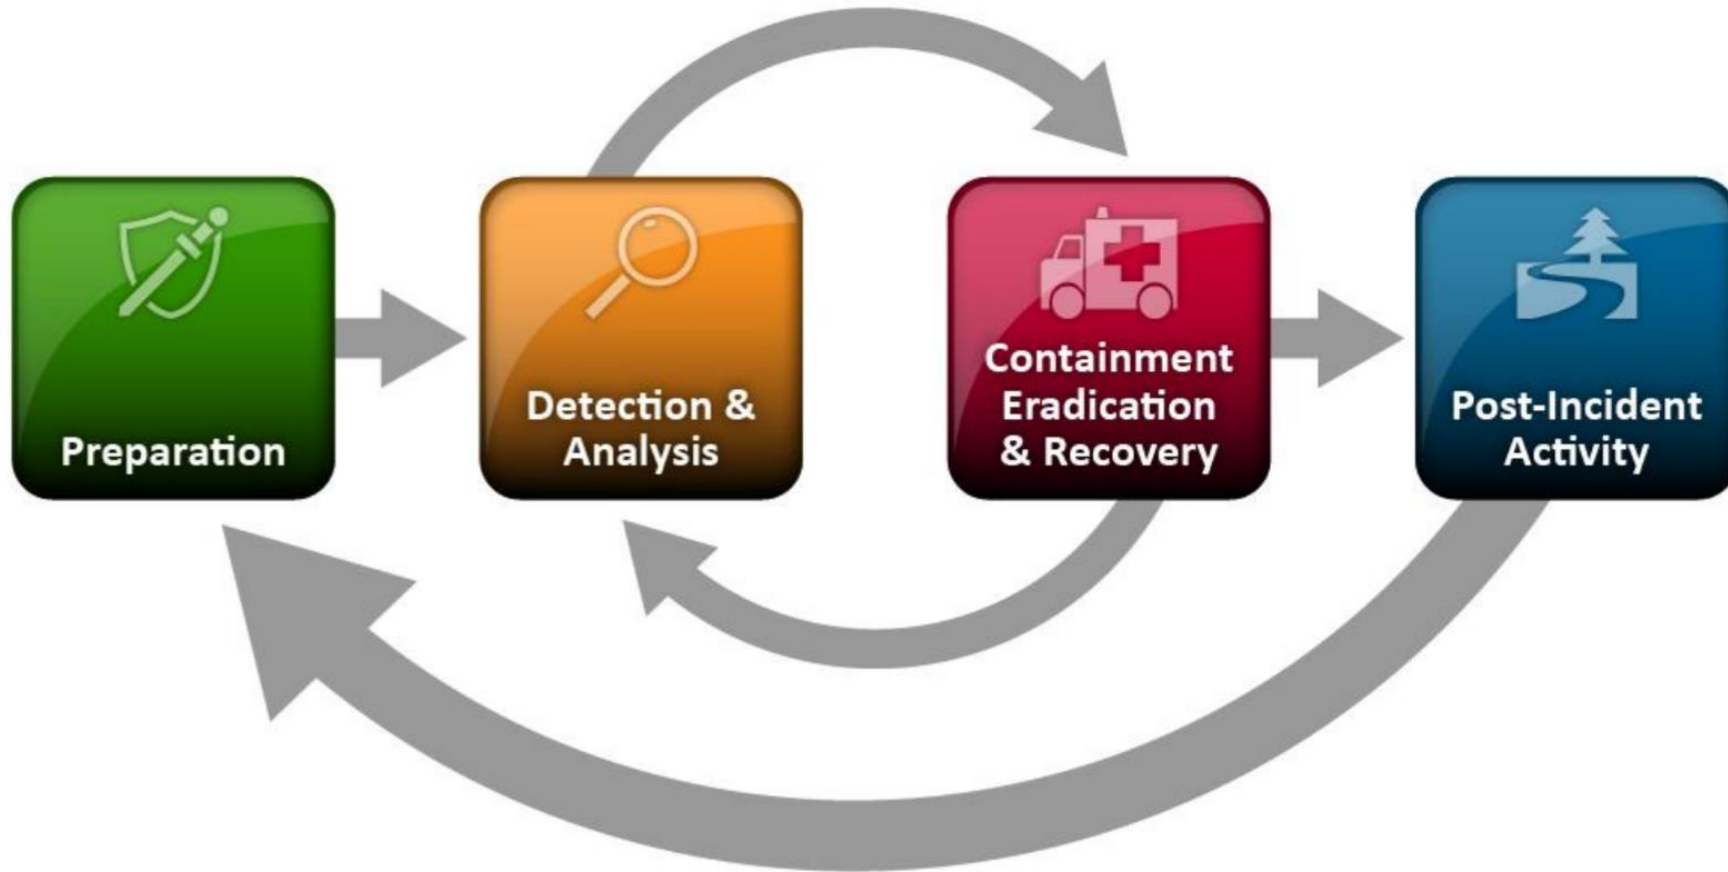 Preparation
Detection &
Analysis
Containment
Eradication
& Recovery
Post-Incident
Activity